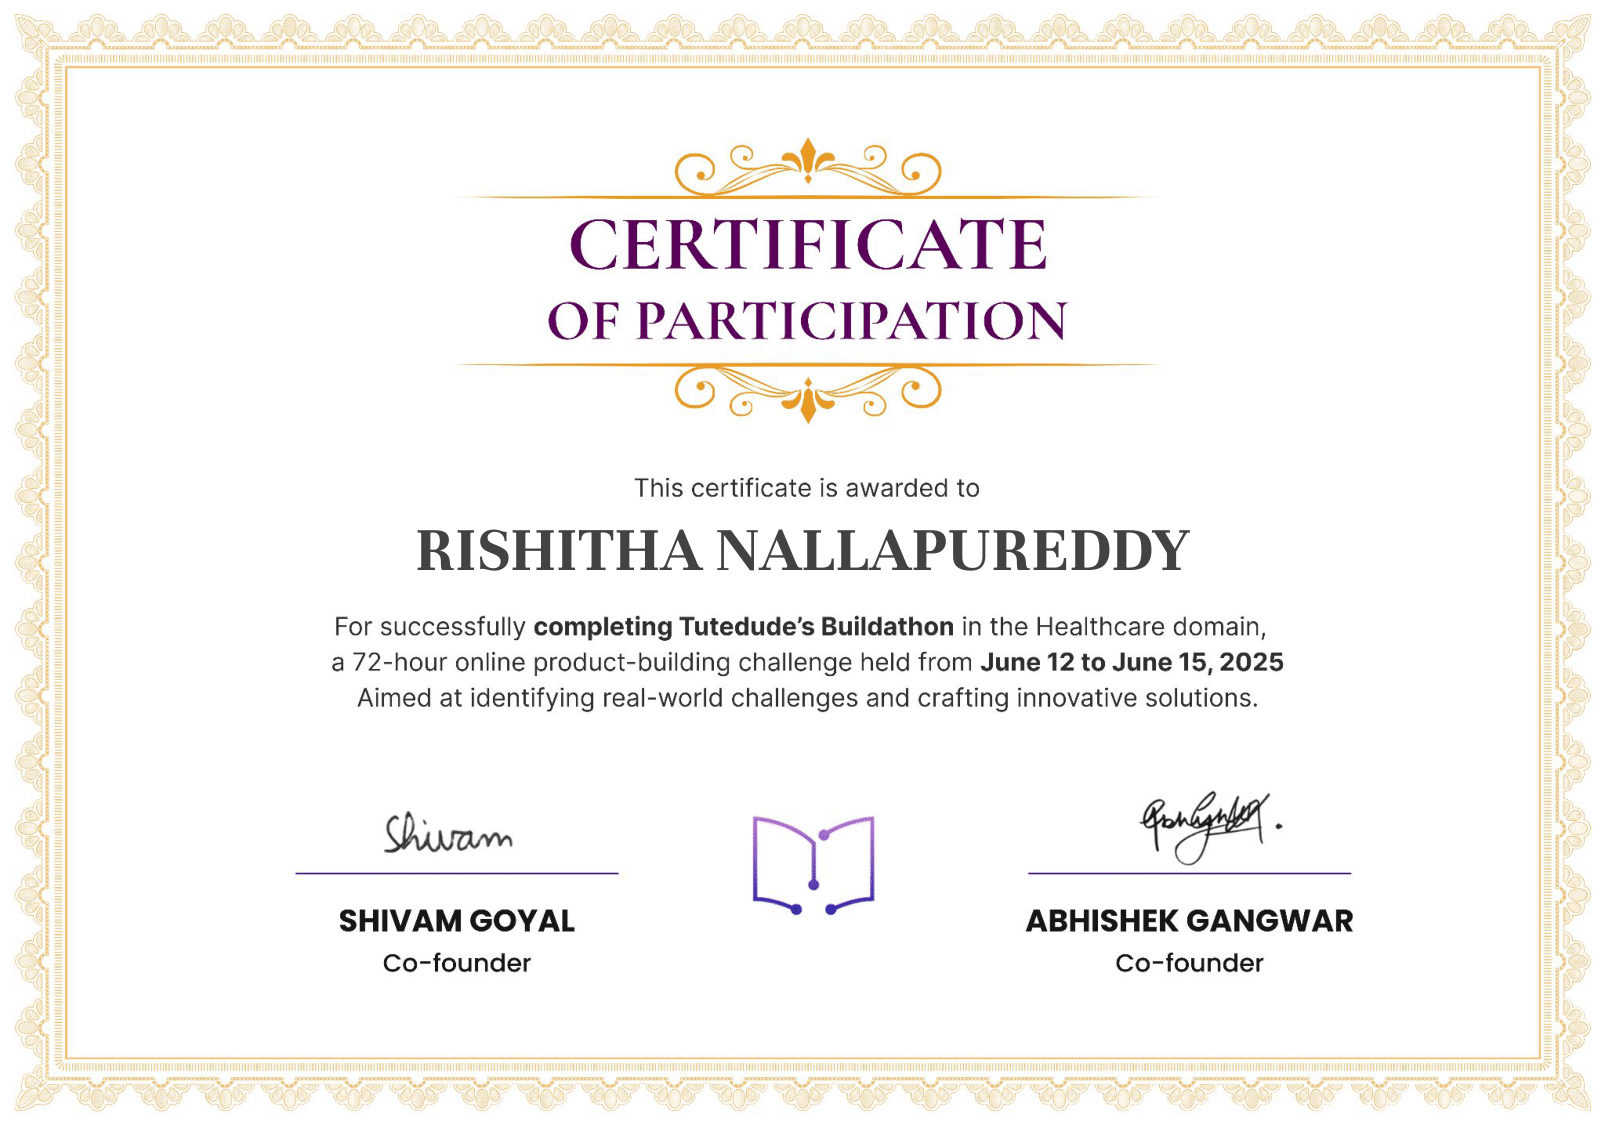 CERTIFICATE
OF PARTICIPATION
This certificate is awarded to
RISHITHA NALLAPUREDDY
For successfully completing Tutedude’s Buildathon in the Healthcare domain,
a 72-hour online product-building challenge held from June 12 to June 15, 2025
Aimed at identifying real-world challenges and crafting innovative solutions.
Shivam
SHIVAM GOYAL
Co-founder
ABHISHEK GANGWAR
Co-founder